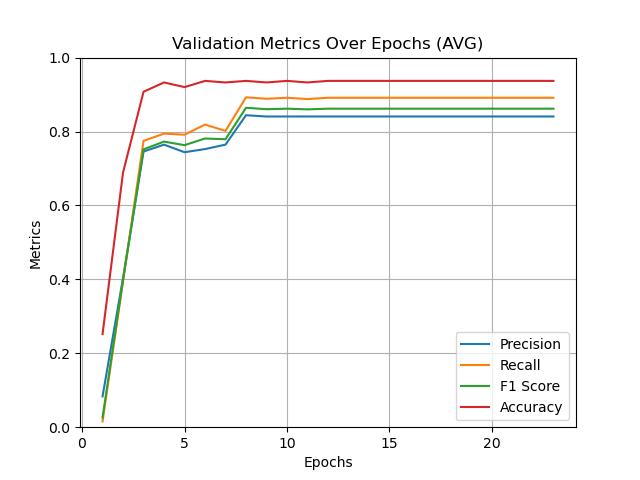 Validation Metrics Over Epochs (AVG)
1.0
0.8
0.6
0.4
0.2
0.0
Metrics
0
5
10
15
20
Epochs
Precision
Recall
F1 Score
Accuracy